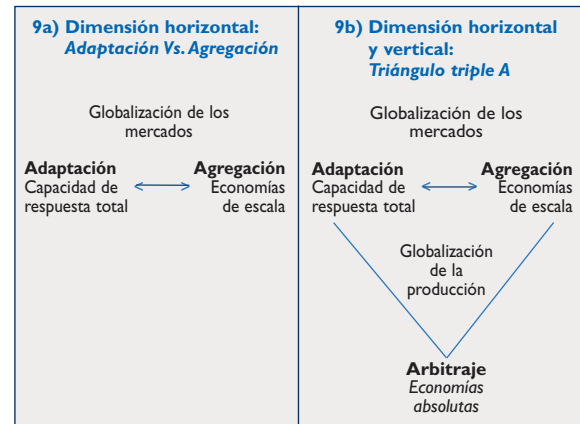 9a) Dimensión horizontal:
Adaptación Vs. Agregación
Globalización de los
mercados
Adaptación
Capacidad de
respuesta total
Agregación
Economías
de escala
9b) Dimensión horizontal
y vertical:
Triángulo triple A
Globalización de los
mercados
Adaptación
Capacidad de
respuesta total
Agregación
Economías
de escala
Globalización
de la
producción
Arbitraje
Economías
absolutas